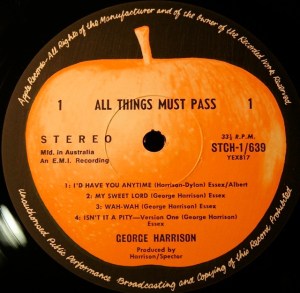 Apple Records · All Rights of the Manufacturer and of the Owner of the Recorded Work Reserved
1 ALL THINGS MUST PASS 1
STEREO
Mfd. in Australia
An E.M.I. Recording
33⅓ R.P.M.
STCH-1/639
YEX817
1: I'D HAVE YOU ANYTIME (Harrison-Dylan) Essex/Albert
2: MY SWEET LORD (George Harrison) Essex
3: WAH-WAH (George Harrison) Essex
4: ISN'T IT A PITY—Version One (George Harrison)
Essex
GEORGE HARRISON
Produced by
Harrison/Spector
Unauthorised Public Performance Broadcasting and Copying of this Record Prohibited